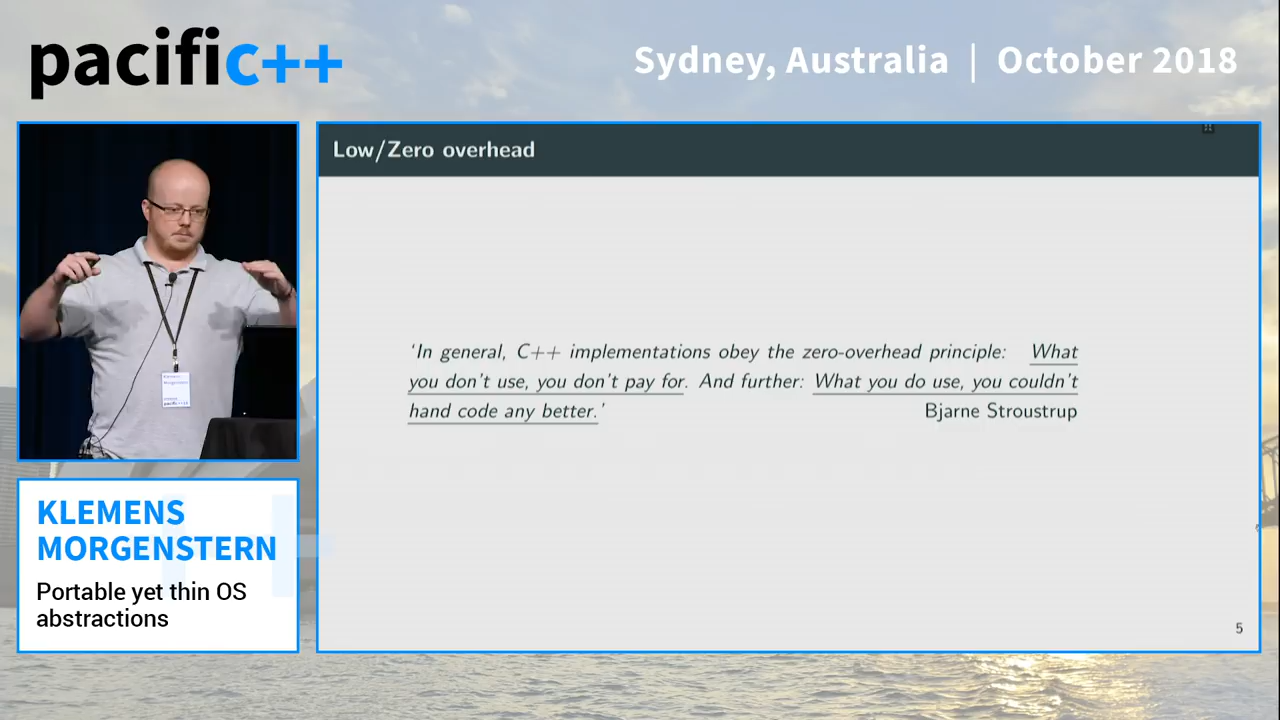 pacific++
Sydney, Australia | October 2018
Low/Zero overhead
‘In general, C++ implementations obey the zero-overhead principle: What
you don't use, you don't pay for. And further: What you do use, you couldn't
hand code any better.’ Bjarne Stroustrup
5
KLEMENS
MORGENSTERN
Portable yet thin OS
abstractions